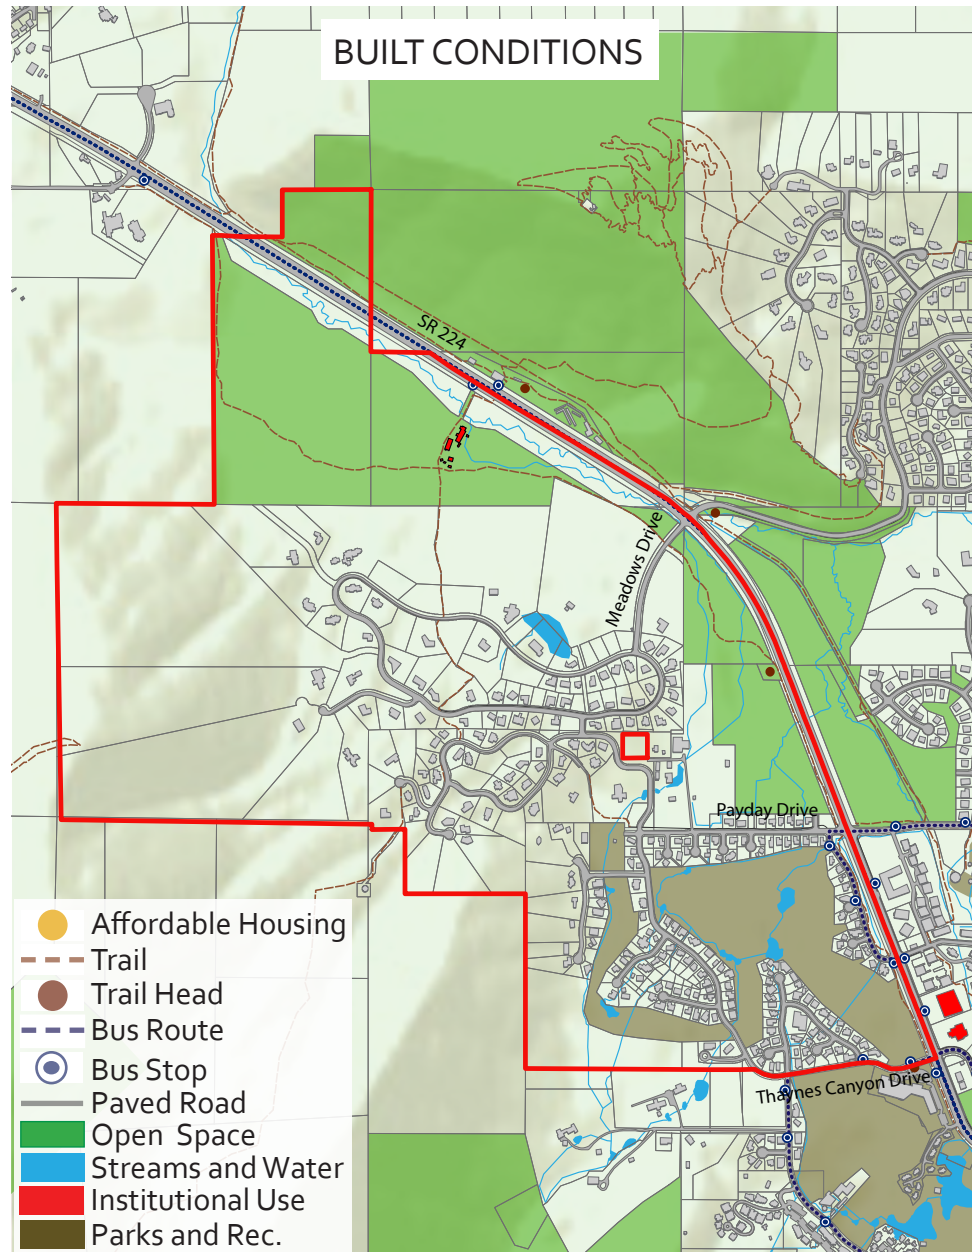 BUILT CONDITIONS
SR 224
Meadows Drive
Payday Drive
Thaynes Canyon Drive
Affordable Housing
Trail
Trail Head
Bus Route
Bus Stop
Paved Road
Open Space
Streams and Water
Institutional Use
Parks and Rec.